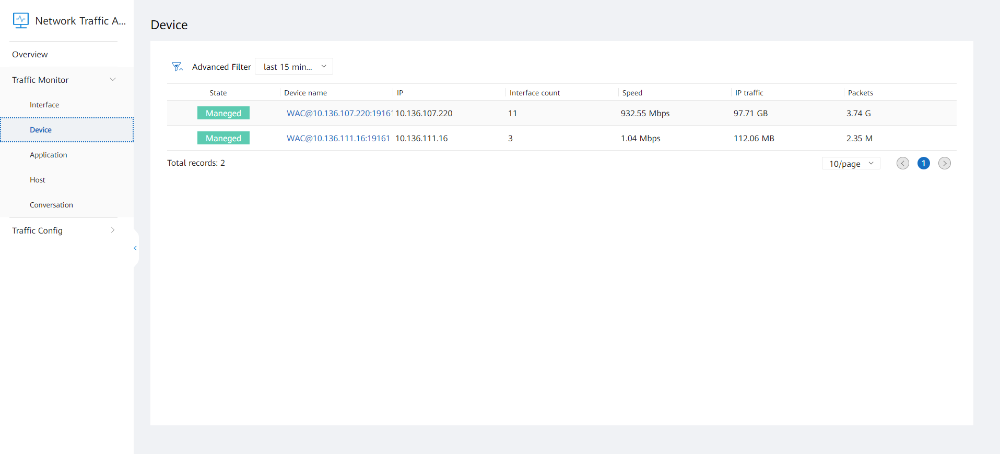 Network Traffic A...
Overview
Traffic Monitor
Interface
Device
Application
Host
Conversation
Traffic Config
Device
Advanced Filter last 15 min...
State Device name IP Interface count Speed IP traffic Packets
Maneged WAC@10.136.107.220:1916 10.136.107.220 11 932.55 Mbps 97.71 GB 3.74 G
Maneged WAC@10.136.111.16:19161 10.136.111.16 3 1.04 Mbps 112.06 MB 2.35 M
Total records: 2 10/page 1